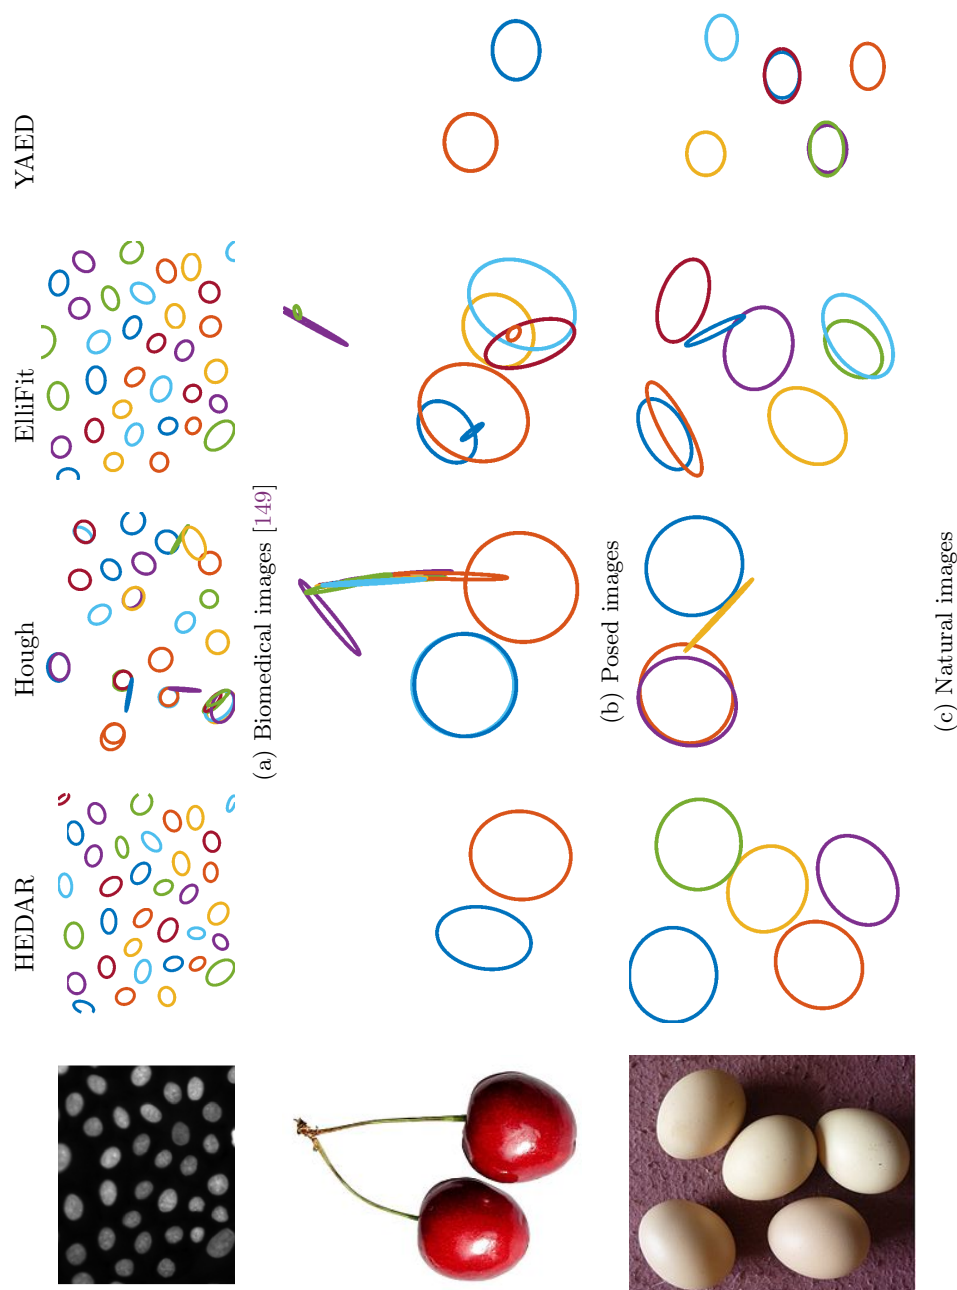 HEDAR
Hough
ElliFit
YAED
(a) Biomedical images [149]
(b) Posed images
(c) Natural images